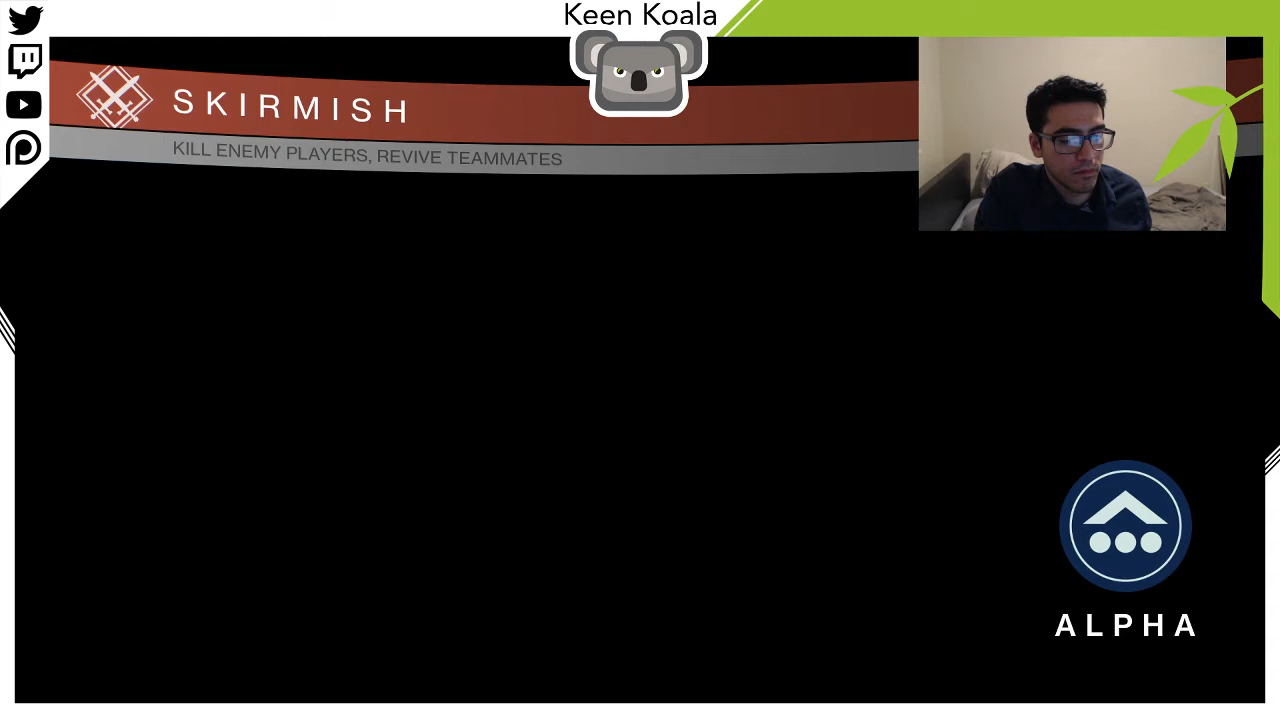 Keen Koala
SKIRMISH
KILL ENEMY PLAYERS, REVIVE TEAMMATES
ALPHA